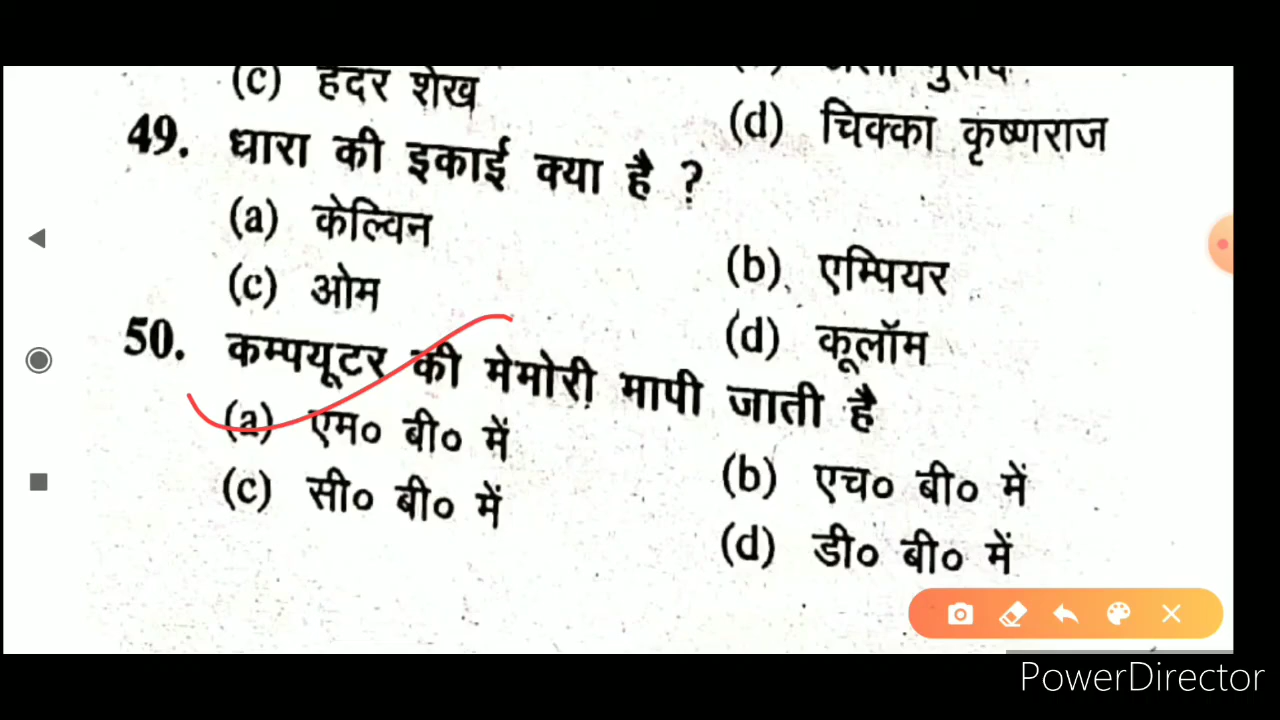 (c) हैदर शेख
(d) चिक्का कृष्णराज
49. धारा की इकाई क्या है ?
(a) केल्विन
(b) एम्पियर
(c) ओम
(d) कूलॉम
50. कम्पयूटर की मेमोरी मापी जाती है
(a) एम० बी० में
(b) एच० बी० में
(c) सी० बी० में
(d) डी० बी० में
PowerDirector